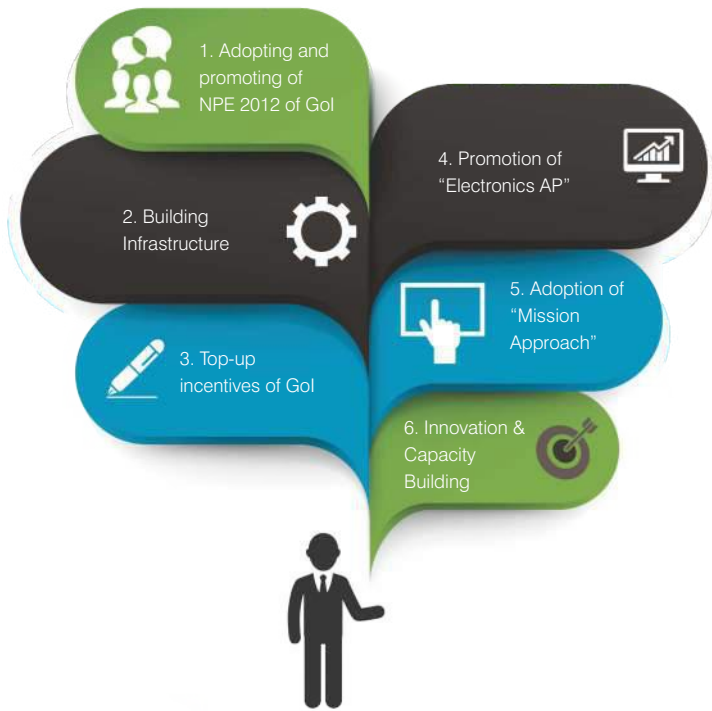 1. Adopting and
promoting of
NPE 2012 of GoI
2. Building
Infrastructure
3. Top-up
incentives of GoI
4. Promotion of
“Electronics AP”
5. Adoption of
“Mission
Approach”
6. Innovation &
Capacity
Building